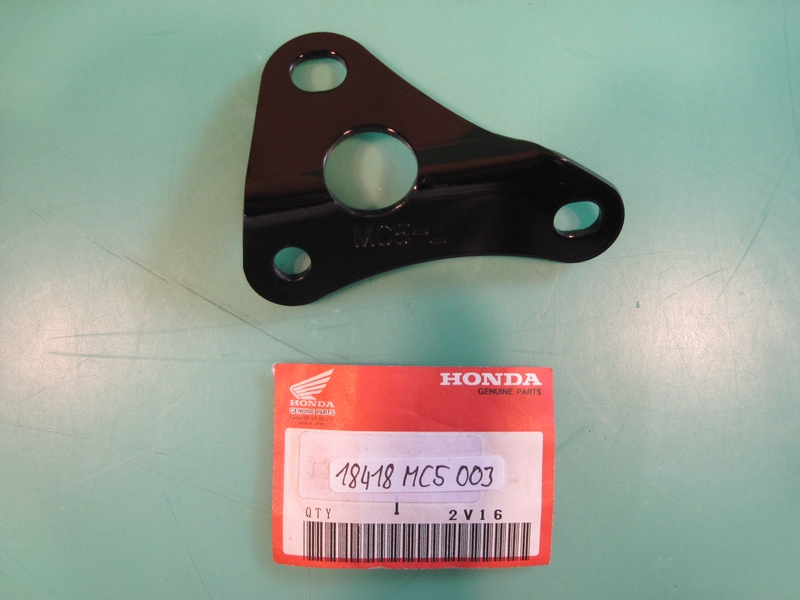 MC5-L
HONDA
GENUINE PARTS
HONDA
GENUINE PARTS
18418 MC5 003
QTY 1 2V16